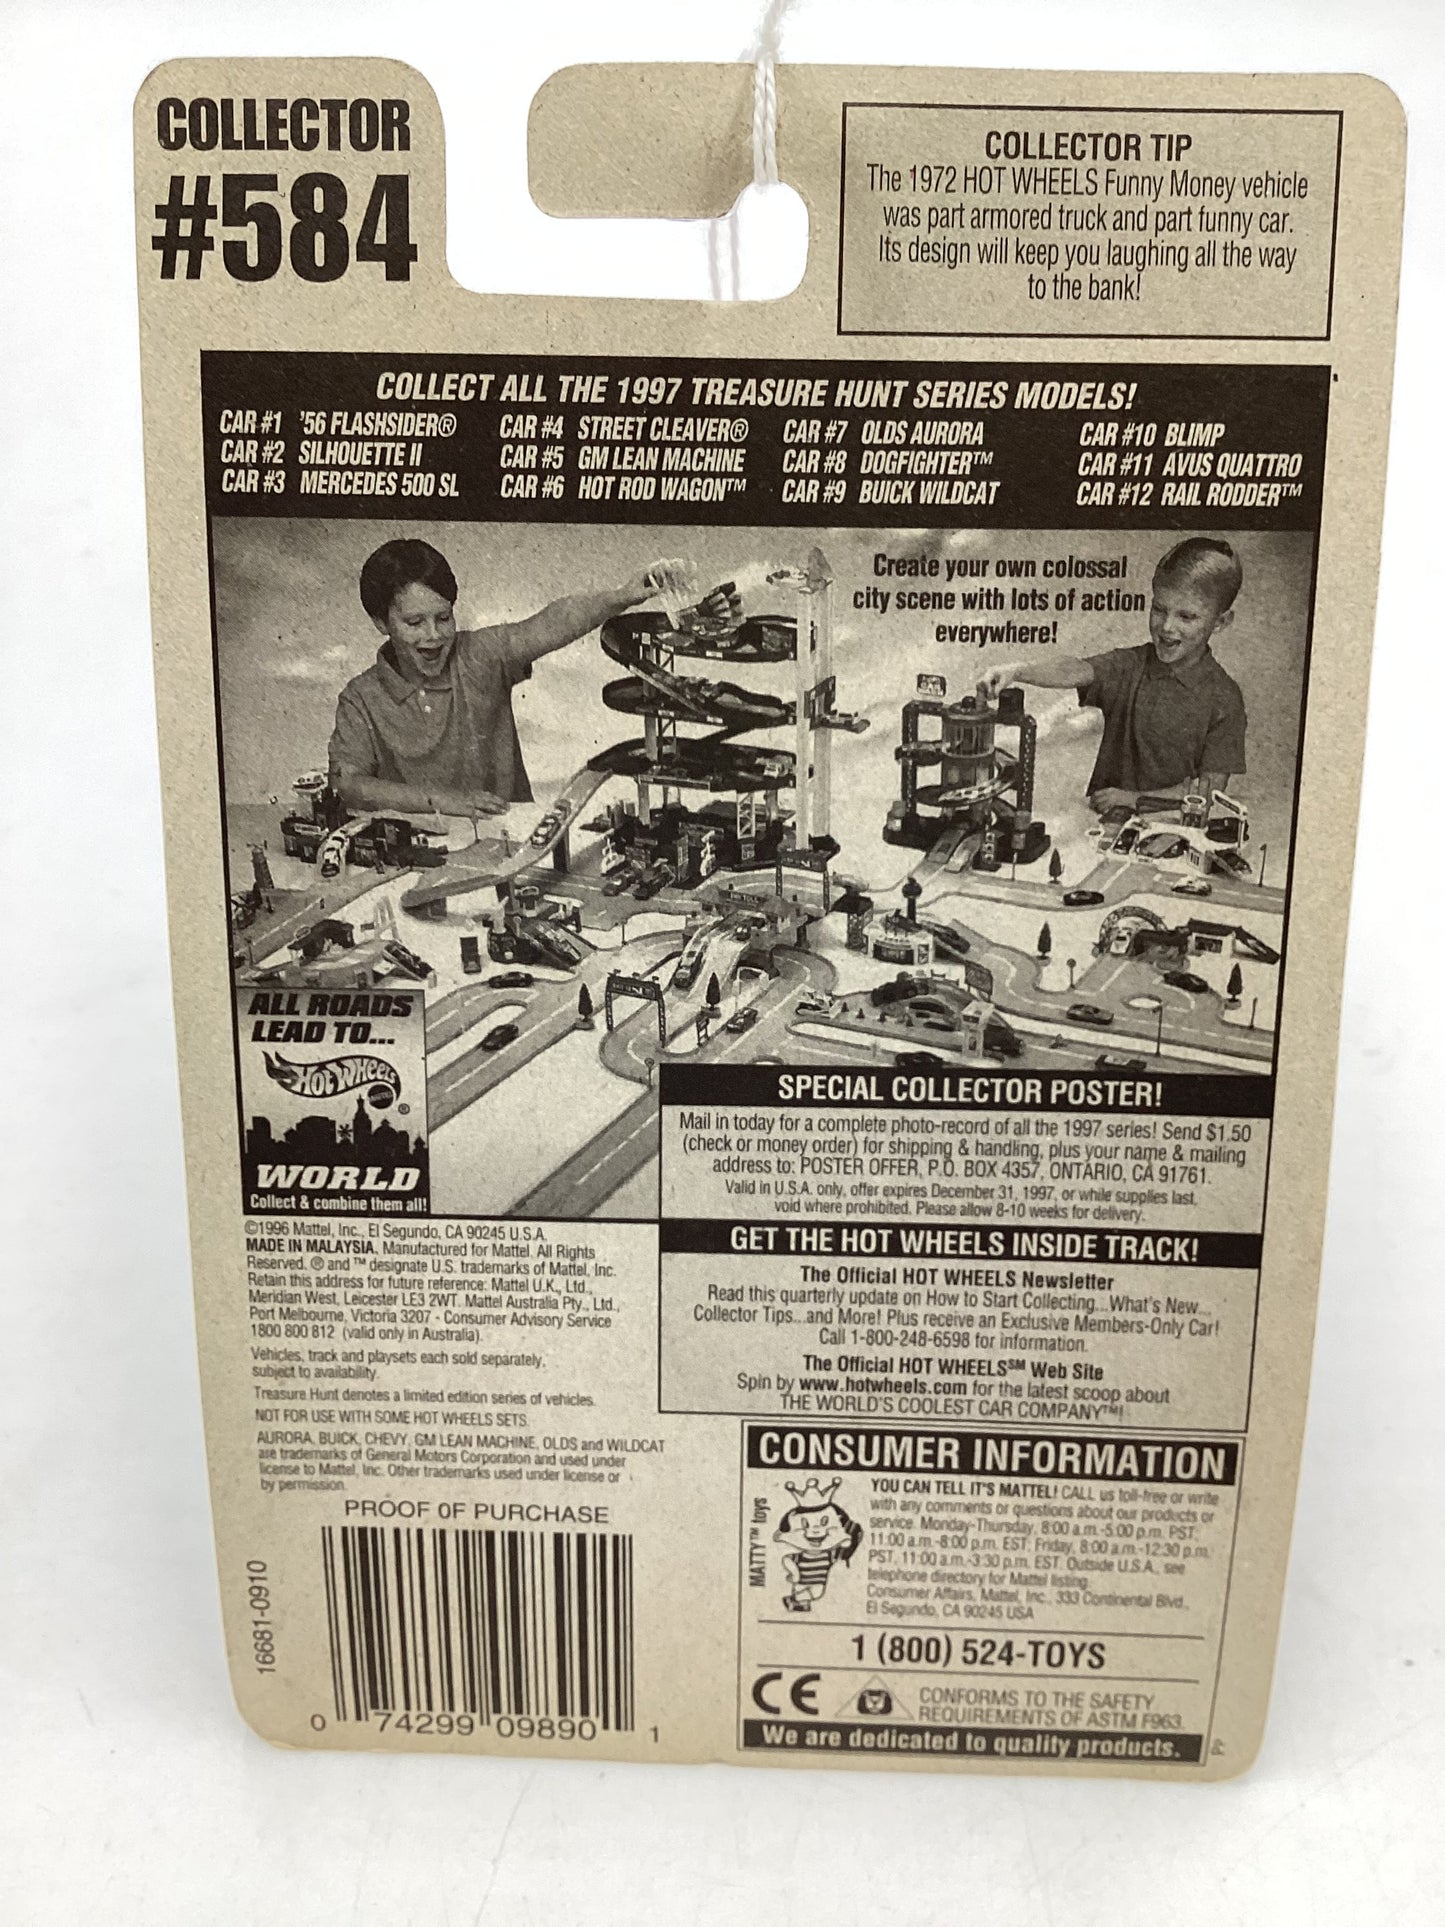 COLLECTOR
#584
COLLECTOR TIP
The 1972 HOT WHEELS Funny Money vehicle
was part armored truck and part funny car.
Its design will keep you laughing all the way
to the bank!
COLLECT ALL THE 1997 TREASURE HUNT SERIES MODELS!
CAR #1 '56 FLASHSIDER®
CAR #2 SILHOUETTE II
CAR #3 MERCEDES 500 SL
CAR #4 STREET CLEAVER®
CAR #5 GM LEAN MACHINE
CAR #6 HOT ROD WAGON™
CAR #7 OLDS AURORA
CAR #8 DOGFIGHTER™
CAR #9 BUICK WILDCAT
CAR #10 BLIMP
CAR #11 AVUS QUATTRO
CAR #12 RAIL RODDER™
Create your own colossal
city scene with lots of action
everywhere!
ALL ROADS
LEAD TO...
HOT WHEELS
®
WORLD
Collect & combine them all!
SPECIAL COLLECTOR POSTER!
Mail in today for a complete photo-record of all the 1997 series! Send $1.50
(check or money order) for shipping & handling, plus your name & mailing
address to: POSTER OFFER, P.O. BOX 4357, ONTARIO, CA 91761.
Valid in U.S.A. only, offer expires December 31, 1997, or while supplies last,
void where prohibited. Please allow 8-10 weeks for delivery.
GET THE HOT WHEELS INSIDE TRACK!
The Official HOT WHEELS Newsletter
Read this quarterly update on How to Start Collecting...What's New...
Collector Tips...and More! Plus receive an Exclusive Members-Only Car!
Call 1-800-248-6598 for information.
The Official HOT WHEELS℠ Web Site
Spin by www.hotwheels.com for the latest scoop about
THE WORLD'S COOLEST CAR COMPANY™!
©1996 Mattel, Inc., El Segundo, CA 90245 U.S.A.
MADE IN MALAYSIA. Manufactured for Mattel. All Rights
Reserved. ® and ™ designate U.S. trademarks of Mattel, Inc.
Retain this address for future reference: Mattel U.K., Ltd.,
Meridian West, Leicester LE3 2WT. Mattel Australia Pty., Ltd.,
Port Melbourne, Victoria 3207 - Consumer Advisory Service
1800 800 812 (valid only in Australia).
Vehicles, track and playsets each sold separately,
subject to availability.
Treasure Hunt denotes a limited edition series of vehicles.
NOT FOR USE WITH SOME HOT WHEELS SETS.
AURORA, BUICK, CHEVY, GM LEAN MACHINE, OLDS and WILDCAT
are trademarks of General Motors Corporation and used under
license to Mattel, Inc. Other trademarks used under license or
by permission.
PROOF OF PURCHASE
16681-0910
0 74299 09890 1
CONSUMER INFORMATION
MATTY™ toys
YOU CAN TELL IT'S MATTEL! CALL us toll-free or write
with any comments or questions about our products or
service. Monday-Thursday, 8:00 a.m.-5:00 p.m. PST;
11:00 a.m.-8:00 p.m. EST; Friday, 8:00 a.m.-12:30 p.m.
PST, 11:00 a.m.-3:30 p.m. EST. Outside U.S.A., see
telephone directory for Mattel listing.
Consumer Affairs, Mattel, Inc., 333 Continental Blvd.,
El Segundo, CA 90245 USA
1 (800) 524-TOYS
CE
CONFORMS TO THE SAFETY
REQUIREMENTS OF ASTM F963.
We are dedicated to quality products.